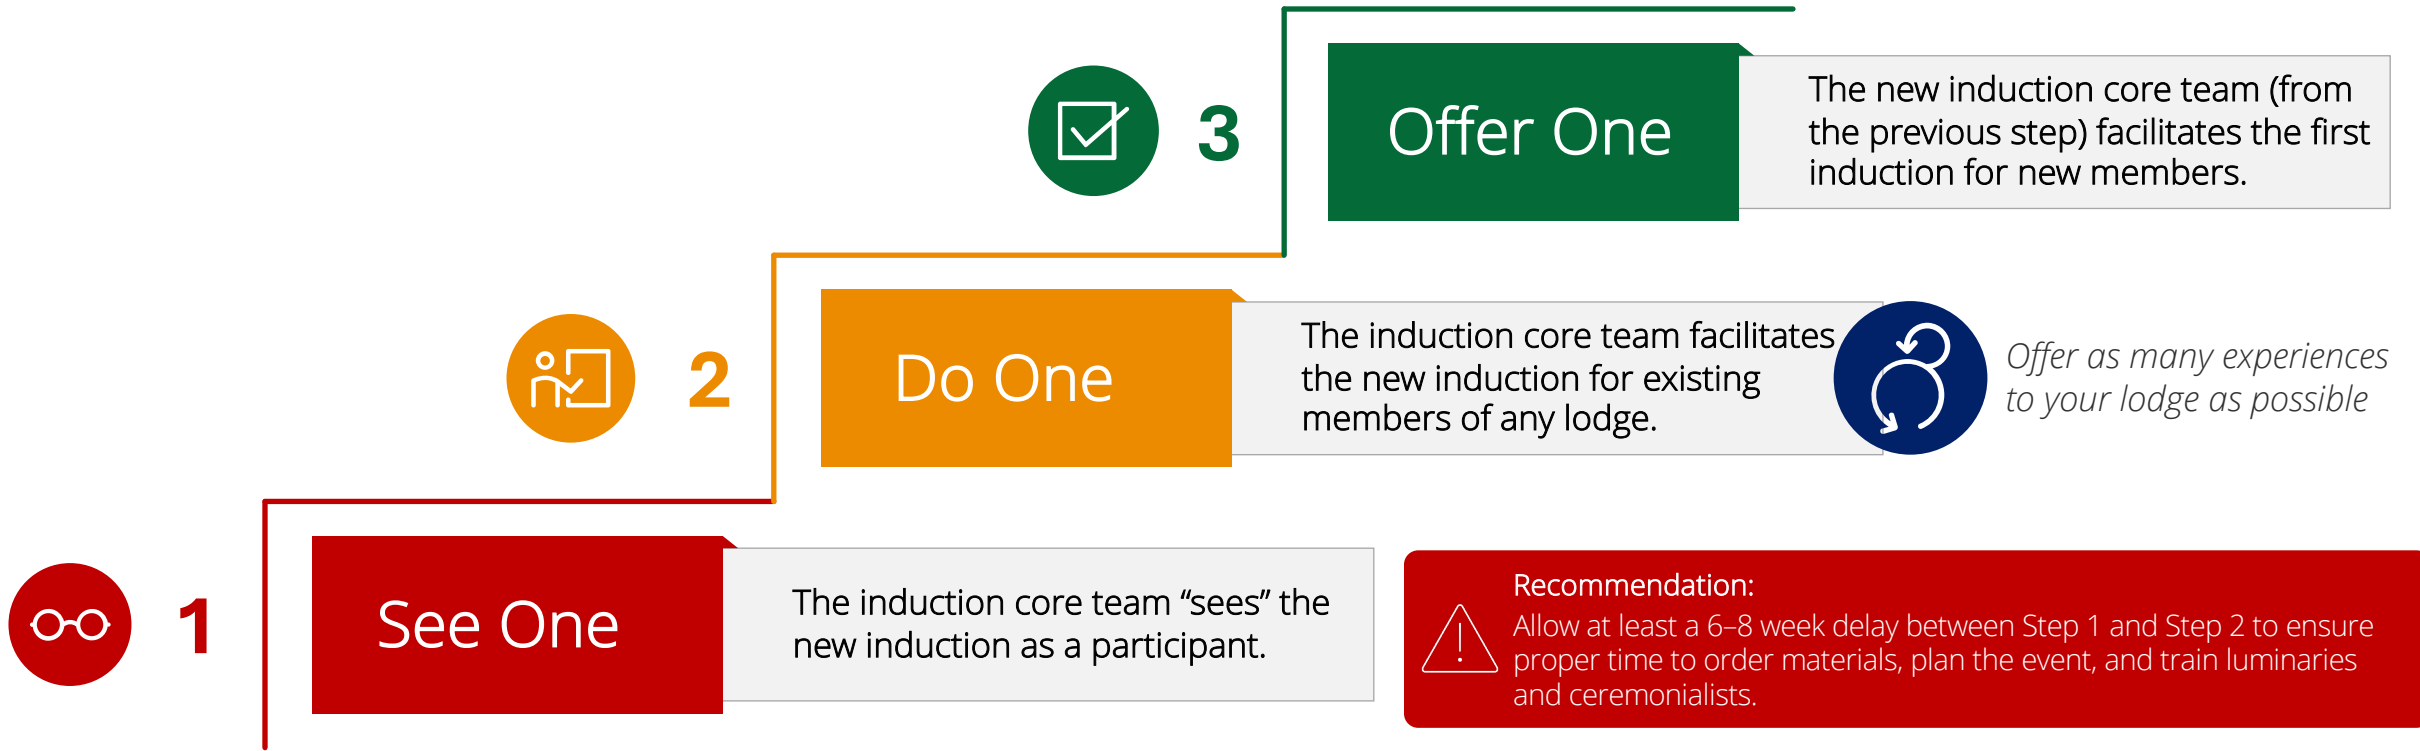 3
Offer One
The new induction core team (from
the previous step) facilitates the first
induction for new members.
2
Do One
The induction core team facilitates
the new induction for existing
members of any lodge.
Offer as many experiences
to your lodge as possible
1
See One
The induction core team “sees” the
new induction as a participant.
Recommendation:
Allow at least a 6–8 week delay between Step 1 and Step 2 to ensure
proper time to order materials, plan the event, and train luminaries
and ceremonialists.